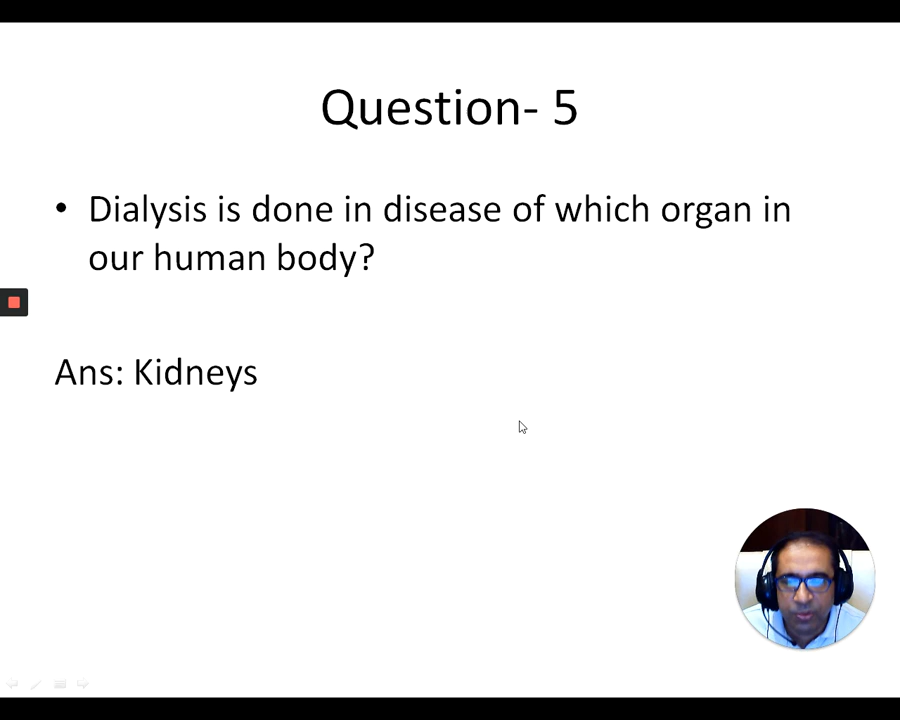 Question- 5
• Dialysis is done in disease of which organ in
our human body?
Ans: Kidneys